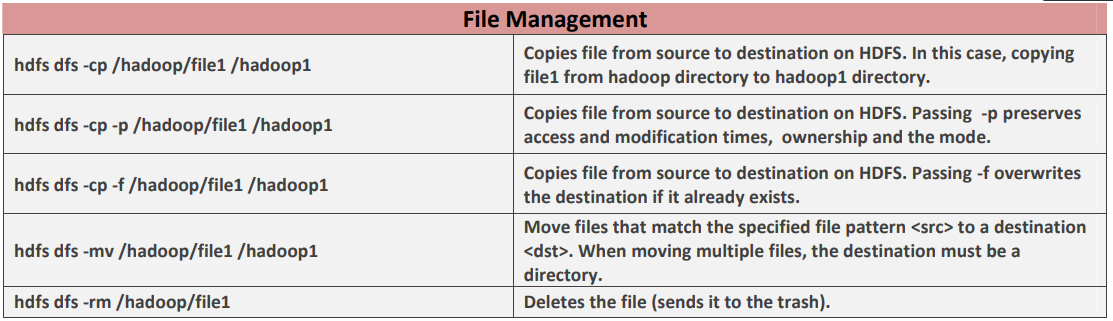 File Management
hdfs dfs -cp /hadoop/file1 /hadoop1
Copies file from source to destination on HDFS. In this case, copying
file1 from hadoop directory to hadoop1 directory.
hdfs dfs -cp -p /hadoop/file1 /hadoop1
Copies file from source to destination on HDFS. Passing -p preserves
access and modification times, ownership and the mode.
hdfs dfs -cp -f /hadoop/file1 /hadoop1
Copies file from source to destination on HDFS. Passing -f overwrites
the destination if it already exists.
hdfs dfs -mv /hadoop/file1 /hadoop1
Move files that match the specified file pattern <src> to a destination
<dst>. When moving multiple files, the destination must be a
directory.
hdfs dfs -rm /hadoop/file1
Deletes the file (sends it to the trash).